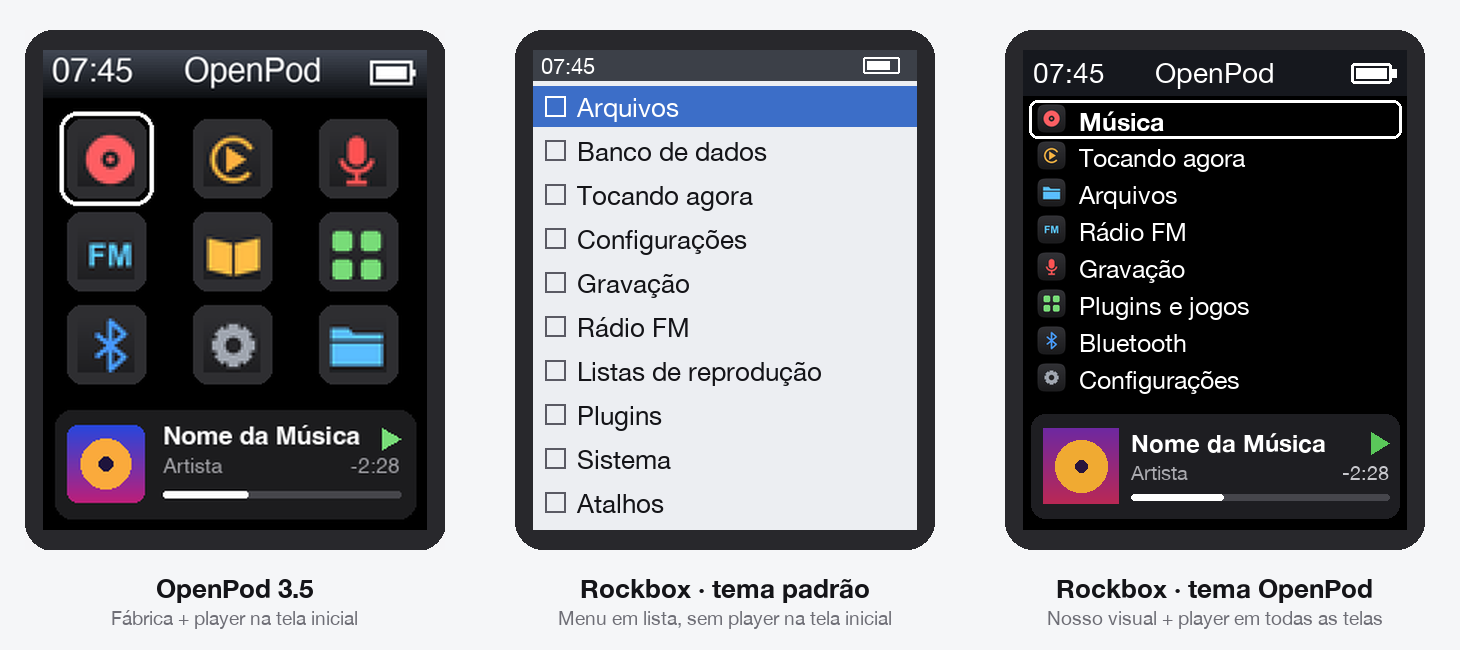 07:45 OpenPod
FM
Nome da Música
Artista -2:28
OpenPod 3.5
Fábrica + player na tela inicial
07:45
Arquivos
Banco de dados
Tocando agora
Configurações
Gravação
Rádio FM
Listas de reprodução
Plugins
Sistema
Atalhos
Rockbox · tema padrão
Menu em lista, sem player na tela inicial
07:45 OpenPod
Música
Tocando agora
Arquivos
FM Rádio FM
Gravação
Plugins e jogos
Bluetooth
Configurações
Nome da Música
Artista -2:28
Rockbox · tema OpenPod
Nosso visual + player em todas as telas